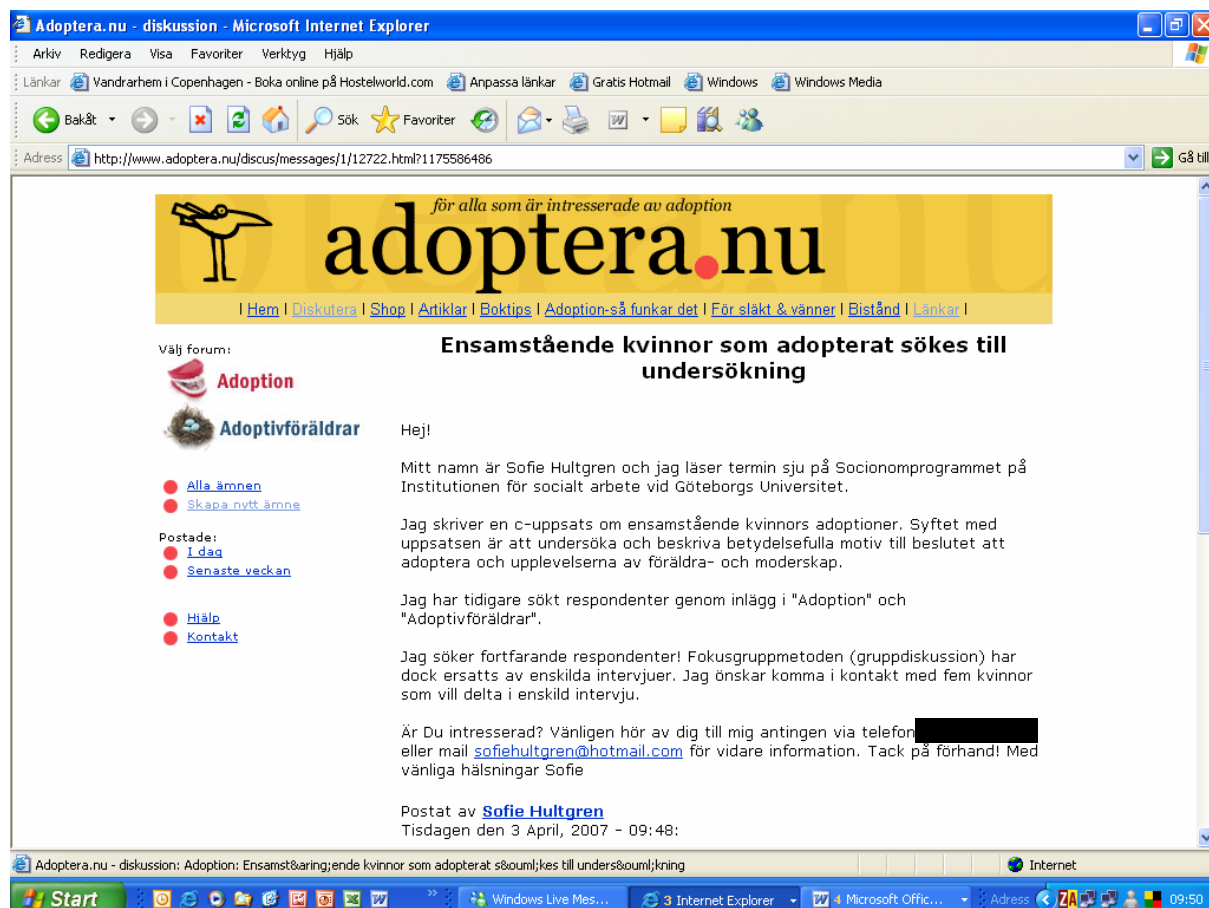 Adoptera.nu - diskussion - Microsoft Internet Explorer
Arkiv Redigera Visa Favoriter Verktyg Hjälp
Länkar Vandrarhem i Copenhagen - Boka online på Hostelworld.com Anpassa länkar Gratis Hotmail Windows Windows Media
Bakåt Sök Favoriter
Adress http://www.adoptera.nu/discus/messages/1/12722.html?1175586486 Gå till
för alla som är intresserade av adoption
adoptera.nu
| Hem | Diskutera | Shop | Artiklar | Boktips | Adoption-så funkar det | För släkt & vänner | Bistånd | Länkar |
Välj forum:
Adoption
Adoptivföräldrar
Alla ämnen
Skapa nytt ämne
Postade:
I dag
Senaste veckan
Hjälp
Kontakt
Ensamstående kvinnor som adopterat sökes till
undersökning
Hej!
Mitt namn är Sofie Hultgren och jag läser termin sju på Socionomprogrammet på
Institutionen för socialt arbete vid Göteborgs Universitet.
Jag skriver en c-uppsats om ensamstående kvinnors adoptioner. Syftet med
uppsatsen är att undersöka och beskriva betydelsefulla motiv till beslutet att
adoptera och upplevelserna av föräldra- och moderskap.
Jag har tidigare sökt respondenter genom inlägg i "Adoption" och
"Adoptivföräldrar".
Jag söker fortfarande respondenter! Fokusgruppmetoden (gruppdiskussion) har
dock ersatts av enskilda intervjuer. Jag önskar komma i kontakt med fem kvinnor
som vill delta i enskild intervju.
Är Du intresserad? Vänligen hör av dig till mig antingen via telefon
eller mail sofiehultgren@hotmail.com för vidare information. Tack på förhand! Med
vänliga hälsningar Sofie
Postat av Sofie Hultgren
Tisdagen den 3 April, 2007 - 09:48:
Adoptera.nu - diskussion: Adoption: Ensamst&aring;ende kvinnor som adopterat s&ouml;kes till unders&ouml;kning Internet
Start Windows Live Mes... 3 Internet Explorer 4 Microsoft Offic... Adress 09:50